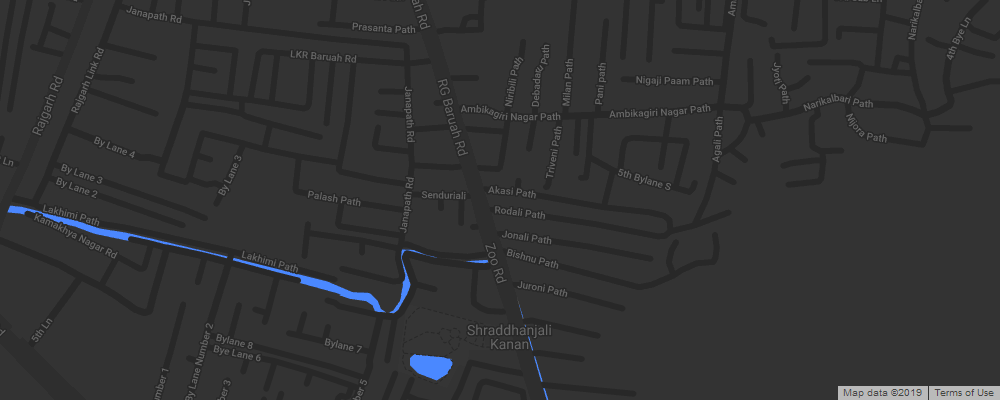 Janapath Rd
Prasanta Path
LKR Baruah Rd
Rajgarh Rd
Rajgarh Link Rd
RG Baruah Rd
Janapath Rd
Niribili Path
Debadaru Path
Milan Path
Pani path
Nigaji Paam Path
Jyoti Path
4th Bye Ln
Ambikagiri Nagar Path
Ambikagiri Nagar Path
Narikalbari Path
Nijora Path
Agali Path
Triveni Path
5th Bylane S
By Lane 4
By Lane 3
By Lane 3
By Lane 2
Palash Path
Janapath Rd
Senduriali
Akasi Path
Rodali Path
Jonali Path
Bishnu Path
Juroni Path
Zoo Rd
Lakhimi Path
Kamakhya Nagar Rd
Lakhimi Path
5th Ln
By Lane Number 2
Bylane 8
Bye Lane 6
Bylane 7
Shraddhanjali
Kanan
Map data ©2019
Terms of Use